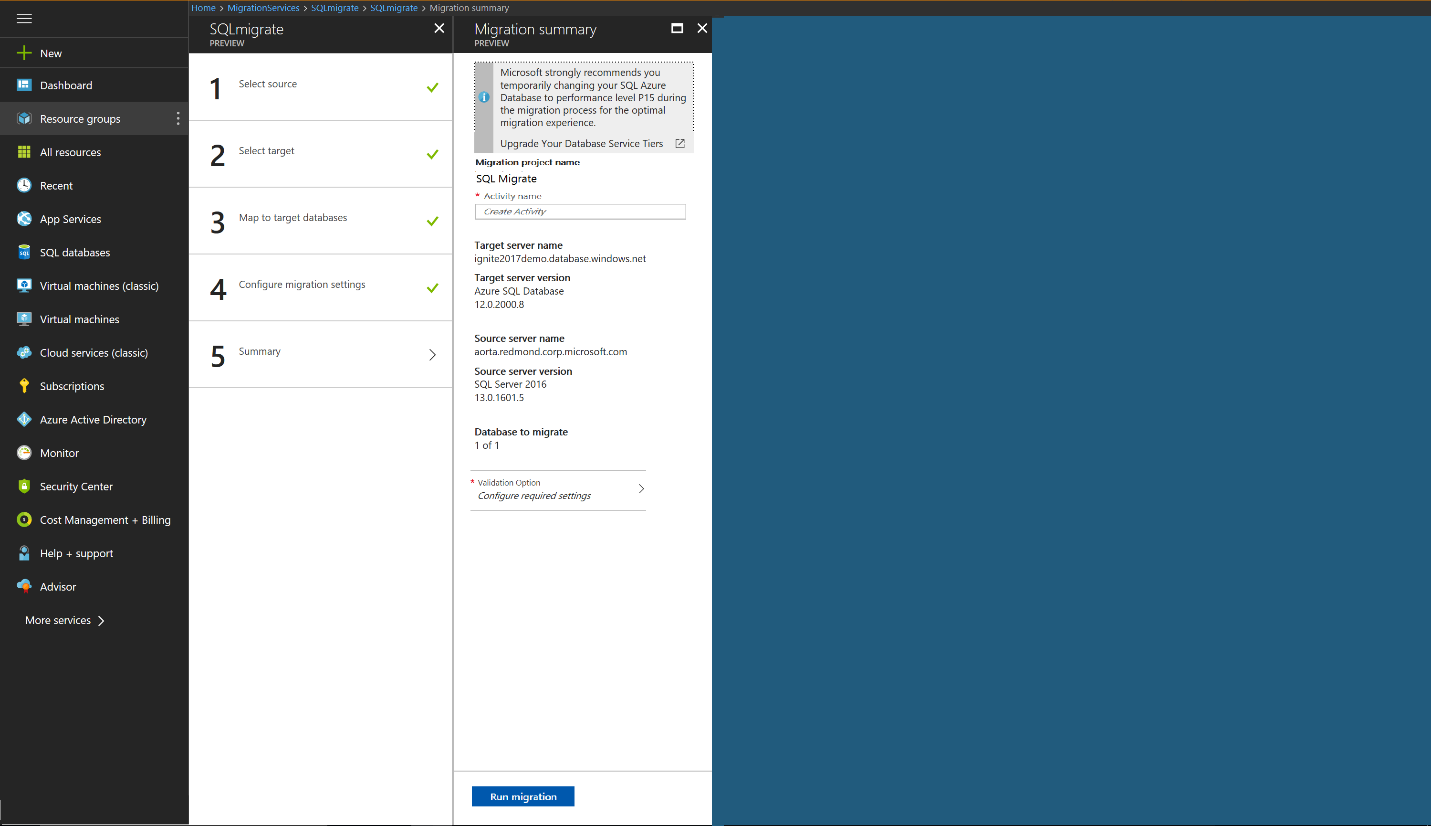 Home > MigrationServices > SQLmigrate > SQLmigrate > Migration summary
New
Dashboard
Resource groups
All resources
Recent
App Services
SQL databases
Virtual machines (classic)
Virtual machines
Cloud services (classic)
Subscriptions
Azure Active Directory
Monitor
Security Center
Cost Management + Billing
Help + support
Advisor
More services
SQLmigrate
PREVIEW
1 Select source
2 Select target
3 Map to target databases
4 Configure migration settings
5 Summary
Migration summary
PREVIEW
Microsoft strongly recommends you
temporarily changing your SQL Azure
Database to performance level P15 during
the migration process for the optimal
migration experience.
Upgrade Your Database Service Tiers
Migration project name
SQL Migrate
* Activity name
Create Activity
Target server name
ignite2017demo.database.windows.net
Target server version
Azure SQL Database
12.0.2000.8
Source server name
aorta.redmond.corp.microsoft.com
Source server version
SQL Server 2016
13.0.1601.5
Database to migrate
1 of 1
* Validation Option
Configure required settings
Run migration